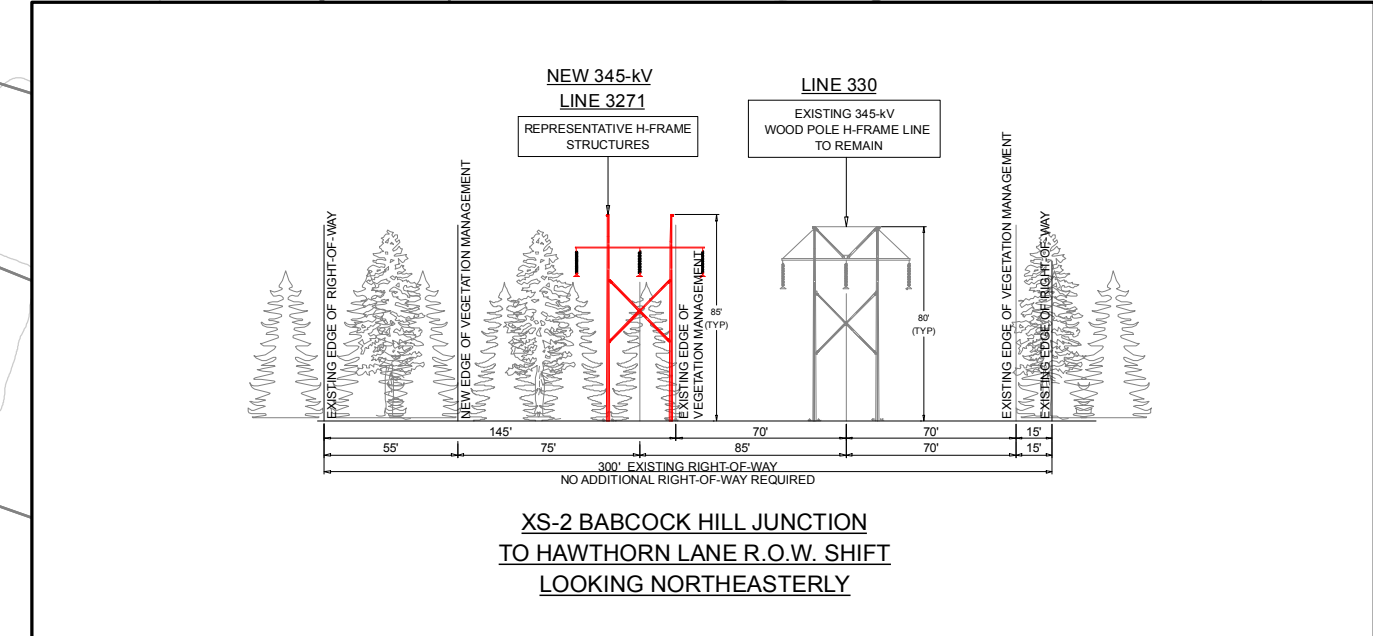 NEW 345-kV
LINE 3271
REPRESENTATIVE H-FRAME
STRUCTURES
LINE 330
EXISTING 345-kV
WOOD POLE H-FRAME LINE
TO REMAIN
EXISTING EDGE OF RIGHT-OF-WAY
NEW EDGE OF VEGETATION MANAGEMENT
EXISTING EDGE OF
VEGETATION MANAGEMENT
85'
(TYP)
80'
(TYP)
EXISTING EDGE OF VEGETATION MANAGEMENT
EXISTING EDGE OF RIGHT-OF-WAY
145' 70' 70' 15'
55' 75' 85' 70' 15'
300' EXISTING RIGHT-OF-WAY
NO ADDITIONAL RIGHT-OF-WAY REQUIRED
XS-2 BABCOCK HILL JUNCTION
TO HAWTHORN LANE R.O.W. SHIFT
LOOKING NORTHEASTERLY